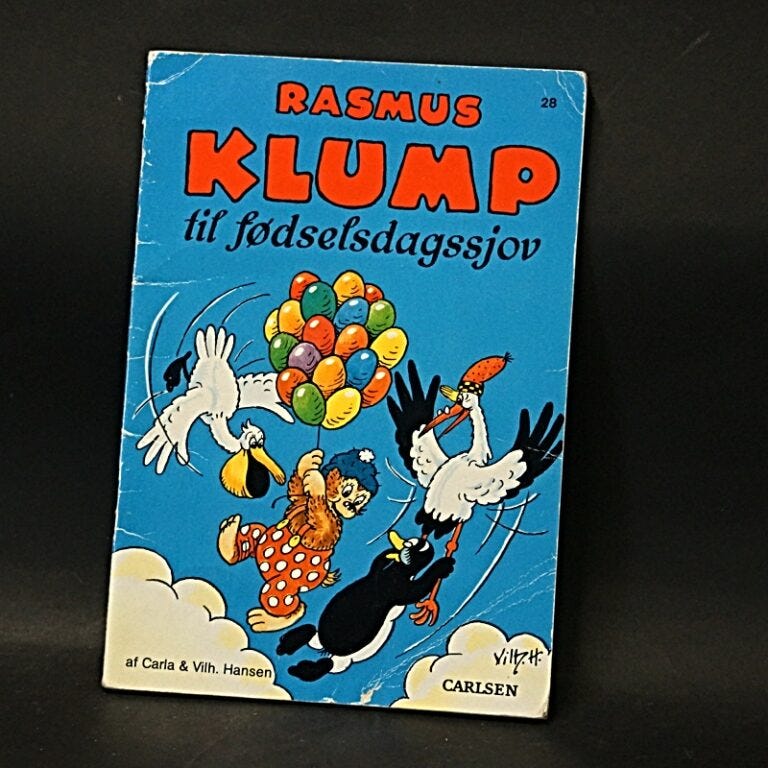 RASMUS
28
KLUMP
til fødselsdagssjov
af Carla & Vilh. Hansen
Vilh. H.
CARLSEN